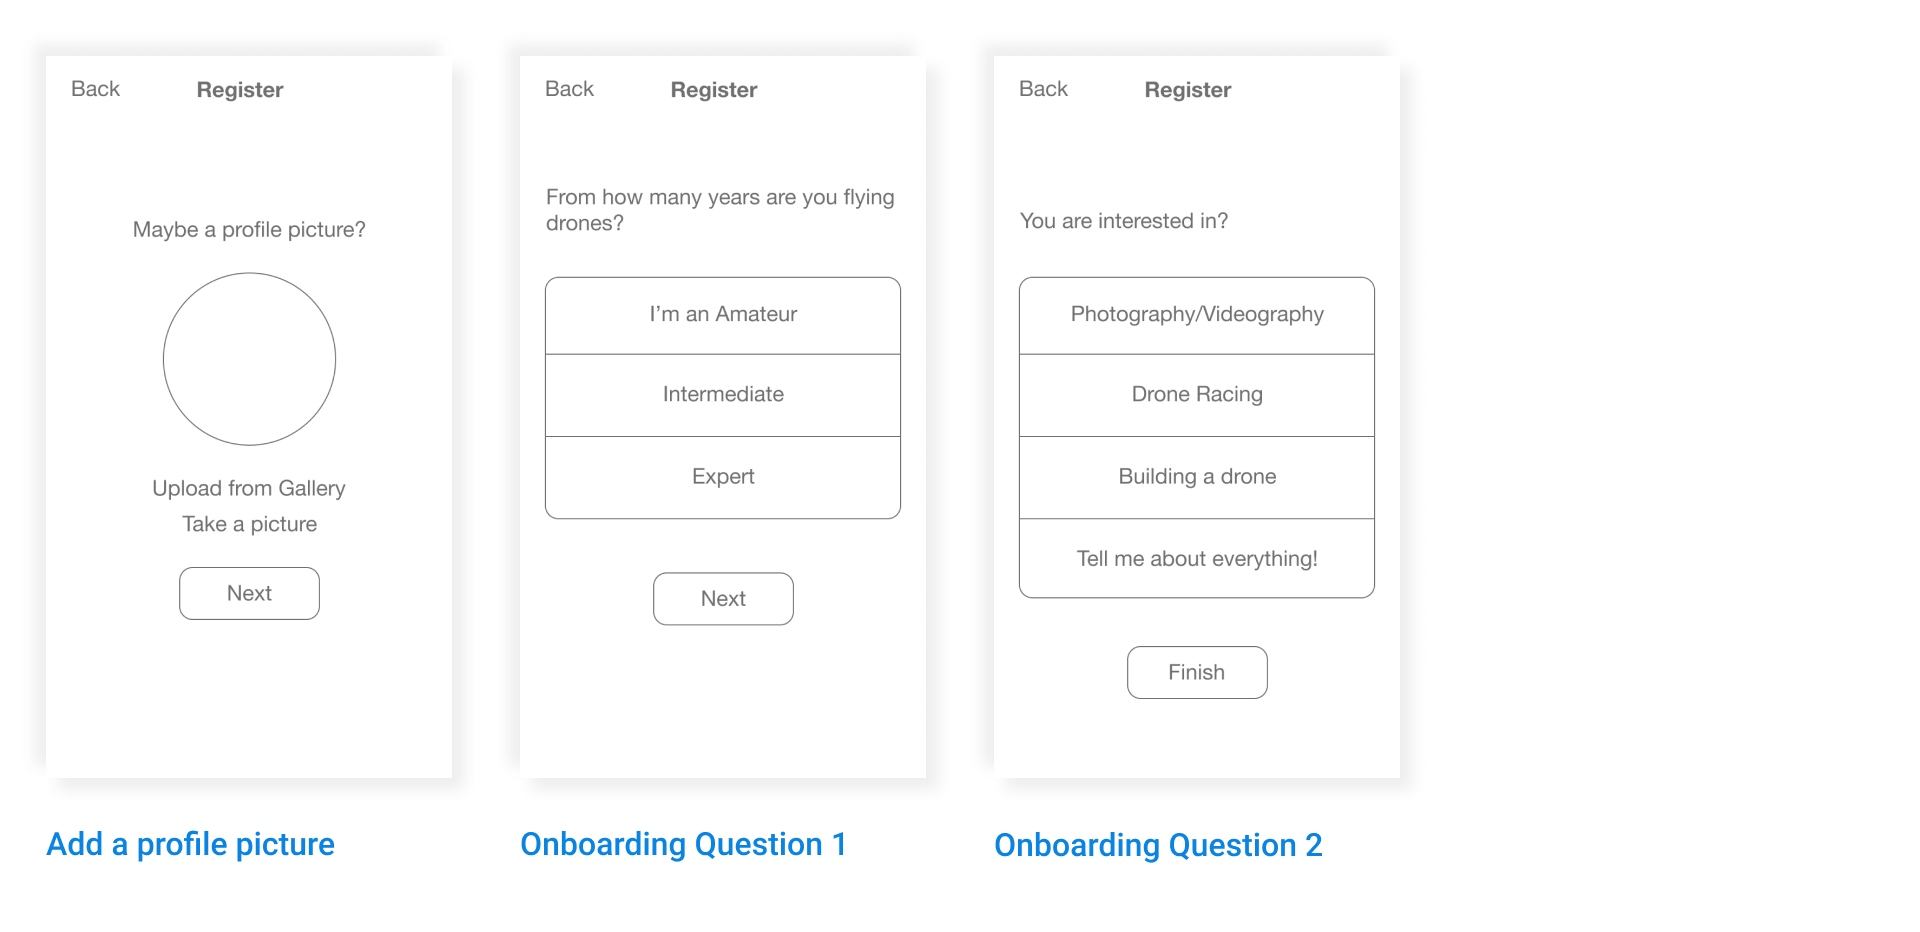 Back
Register
Maybe a profile picture?
Upload from Gallery
Take a picture
Next
Add a profile picture
Back
Register
From how many years are you flying
drones?
I’m an Amateur
Intermediate
Expert
Next
Onboarding Question 1
Back
Register
You are interested in?
Photography/Videography
Drone Racing
Building a drone
Tell me about everything!
Finish
Onboarding Question 2